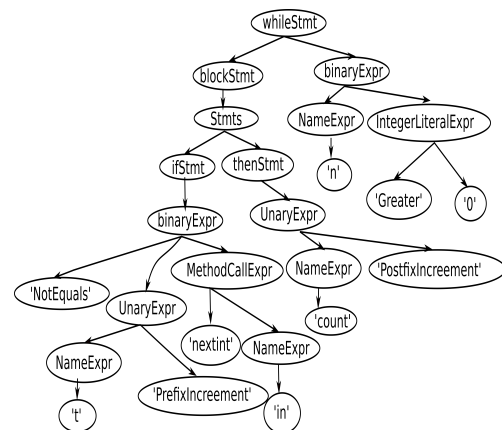 whileStmt
blockStmt
binaryExpr
Stmts
NameExpr
IntegerLiteralExpr
ifStmt
thenStmt
'n'
'Greater'
'0'
binaryExpr
UnaryExpr
'NotEquals'
MethodCallExpr
NameExpr
'PostfixIncreement'
UnaryExpr
'count'
NameExpr
'nextint'
NameExpr
'PrefixIncreement'
't'
'in'